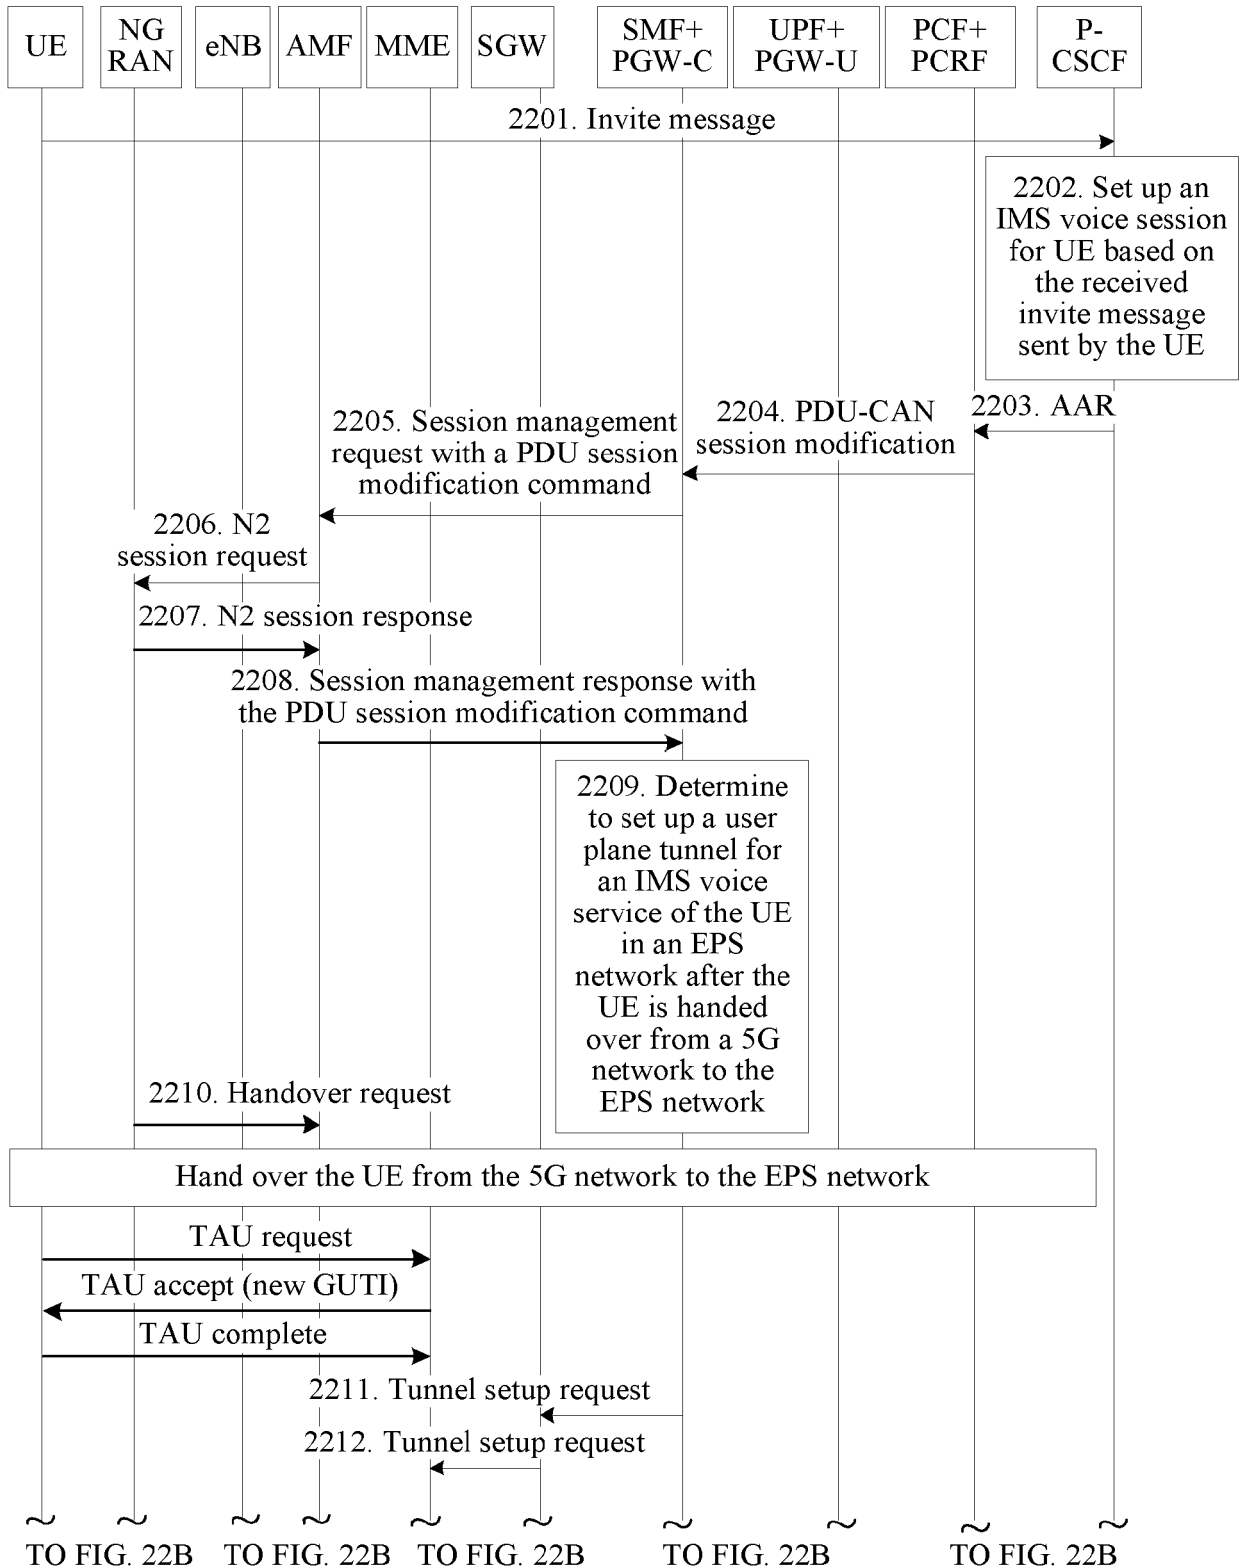 UE
NG
RAN
eNB
AMF
MME
SGW
SMF+
PGW-C
UPF+
PGW-U
PCF+
PCRF
P-
CSCF
2201. Invite message
2202. Set up an
IMS voice session
for UE based on
the received
invite message
sent by the UE
2203. AAR
2204. PDU-CAN
session modification
2205. Session management
request with a PDU session
modification command
2206. N2
session request
2207. N2 session response
2208. Session management response with
the PDU session modification command
2209. Determine
to set up a user
plane tunnel for
an IMS voice
service of the UE
in an EPS
network after the
UE is handed
over from a 5G
network to the
EPS network
2210. Handover request
Hand over the UE from the 5G network to the EPS network
TAU request
TAU accept (new GUTI)
TAU complete
2211. Tunnel setup request
2212. Tunnel setup request
TO FIG. 22B
TO FIG. 22B
TO FIG. 22B
TO FIG. 22B
TO FIG. 22B